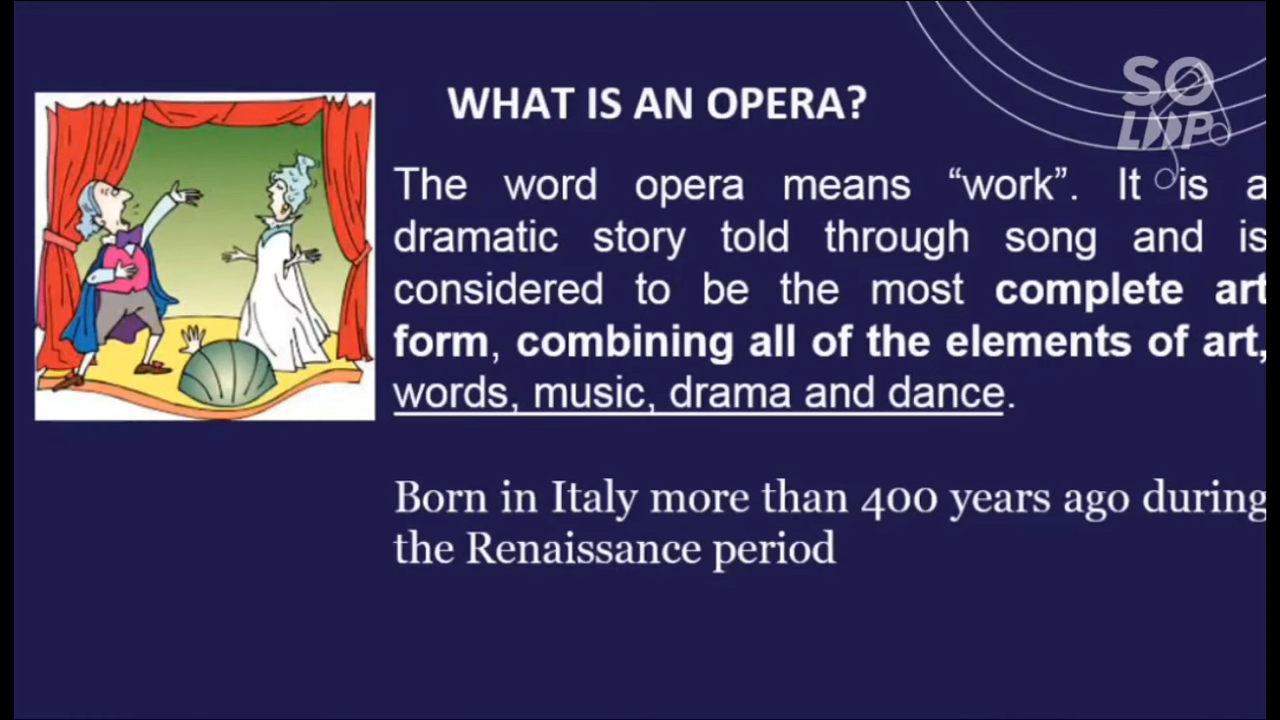 WHAT IS AN OPERA?
SO
LMP
The word opera means “work”. It is a
dramatic story told through song and is
considered to be the most complete art
form, combining all of the elements of art,
words, music, drama and dance.
Born in Italy more than 400 years ago during
the Renaissance period